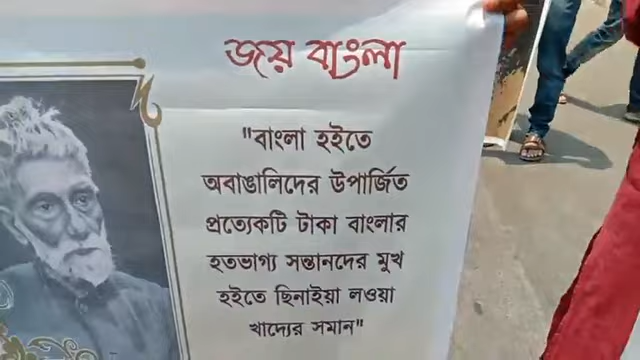 জয় বাংলা
"বাংলা হইতে
অবাঙালিদের উপার্জিত
প্রত্যেকটি টাকা বাংলার
হতভাগ্য সন্তানদের মুখ
হইতে ছিনাইয়া লওয়া
খাদ্যের সমান"